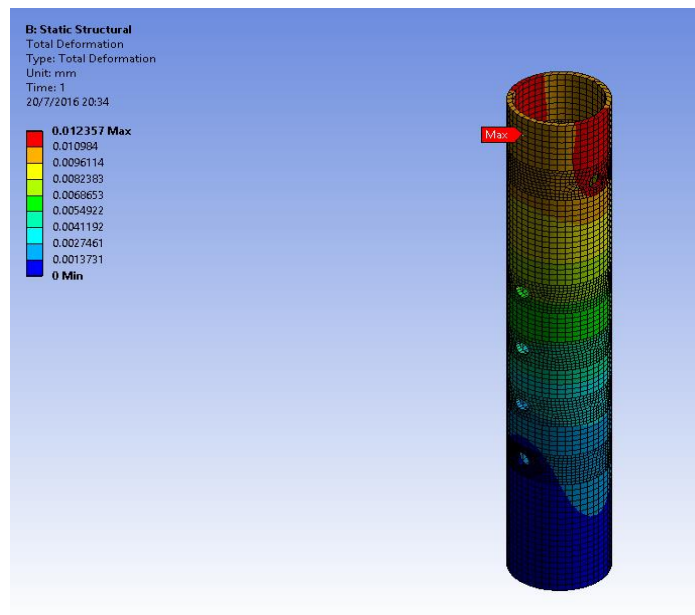 B: Static Structural
Total Deformation
Type: Total Deformation
Unit: mm
Time: 1
20/7/2016 20:34
0.012357 Max
0.010984
0.0096114
0.0082383
0.0068653
0.0054922
0.0041192
0.0027461
0.0013731
0 Min
Max